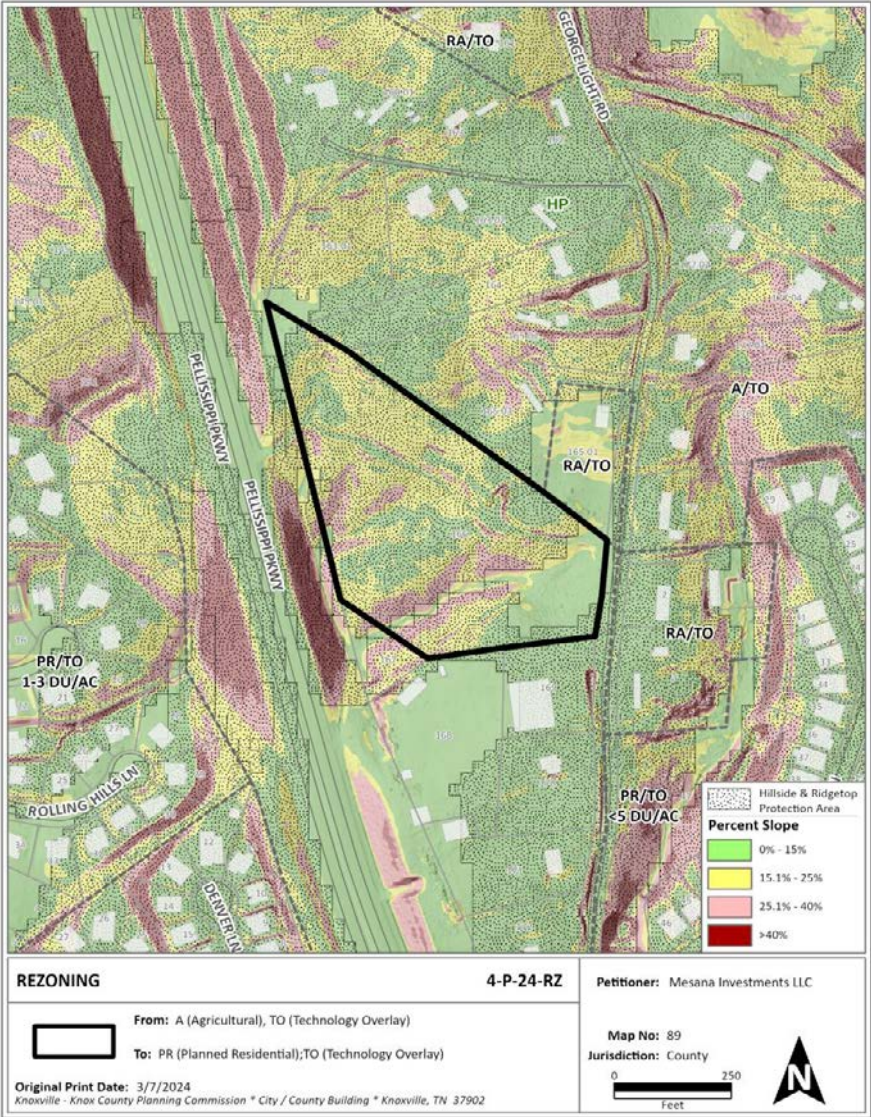 RA/TO
GEORGE LIGHT RD
HP
PELLISSIPPI PKWY
A/TO
165.01
RA/TO
PELLISSIPPI PKWY
RA/TO
PR/TO
1-3 DU/AC
168
ROLLING HILLS LN
PR/TO
<5 DU/AC
DENVER LN
Hillside & Ridgetop
Protection Area
Percent Slope
0% - 15%
15.1% - 25%
25.1% - 40%
>40%
REZONING
4-P-24-RZ
From: A (Agricultural), TO (Technology Overlay)
To: PR (Planned Residential);TO (Technology Overlay)
Original Print Date: 3/7/2024
Knoxville - Knox County Planning Commission * City / County Building * Knoxville, TN 37902
Petitioner: Mesana Investments LLC
Map No: 89
Jurisdiction: County
0 250
Feet
N